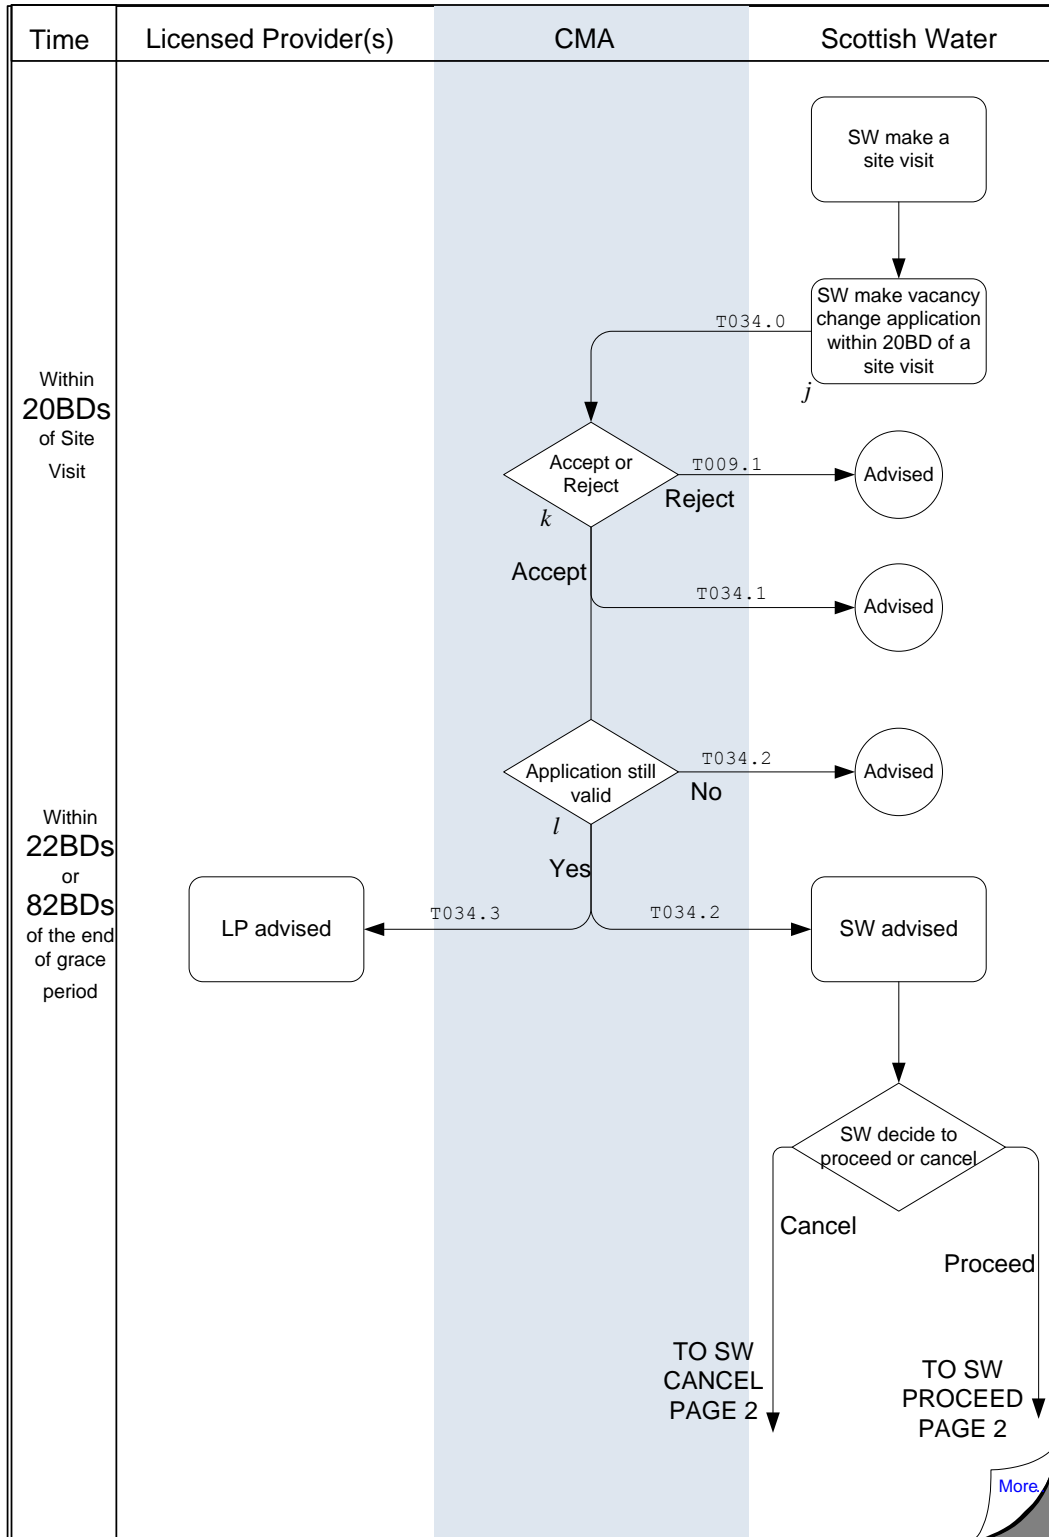 Time
Licensed Provider(s)
CMA
Scottish Water
SW make a
site visit
SW make vacancy
change application
within 20BD of a
site visit
j
T034.0
Within
20BDs
of Site
Visit
Accept or
Reject
k
T009.1
Reject
Advised
Accept
T034.1
Advised
Application still
valid
l
T034.2
No
Advised
Within
22BDs
or
82BDs
of the end
of grace
period
Yes
T034.3
T034.2
LP advised
SW advised
SW decide to
proceed or cancel
Cancel
Proceed
TO SW
CANCEL
PAGE 2
TO SW
PROCEED
PAGE 2
More.